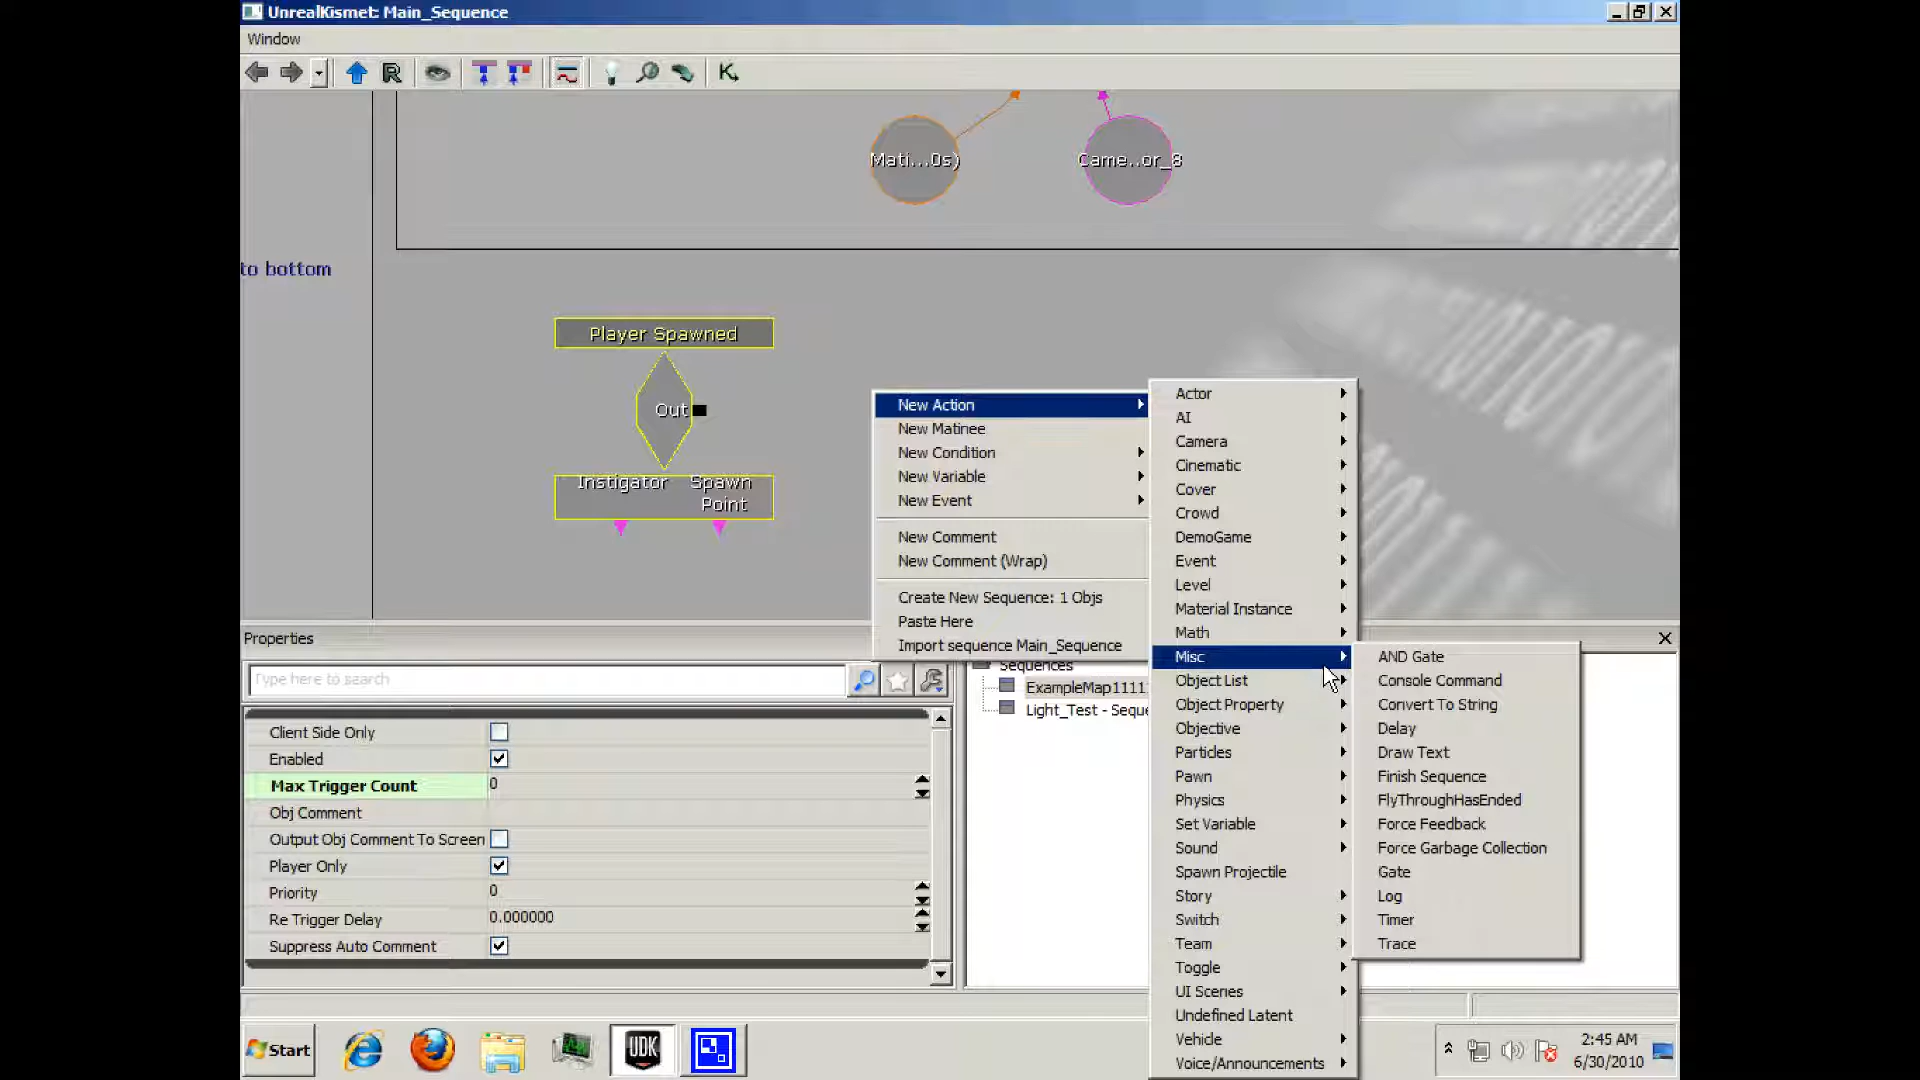 UnrealKismet: Main_Sequence
Window
R
K
Mati...0s)
Came..or_8
to bottom
Player Spawned
Out
Instigator
Spawn
Point
New Action
New Matinee
New Condition
New Variable
New Event
New Comment
New Comment (Wrap)
Create New Sequence: 1 Objs
Paste Here
Import sequence Main_Sequence
Actor
AI
Camera
Cinematic
Cover
Crowd
DemoGame
Event
Level
Material Instance
Math
Misc
Object List
Object Property
Objective
Particles
Pawn
Physics
Set Variable
Sound
Spawn Projectile
Story
Switch
Team
Toggle
UI Scenes
Undefined Latent
Vehicle
Voice/Announcements
AND Gate
Console Command
Convert To String
Delay
Draw Text
Finish Sequence
FlyThroughHasEnded
Force Feedback
Force Garbage Collection
Gate
Log
Timer
Trace
Properties
Type here to search
Client Side Only
Enabled
Max Trigger Count 0
Obj Comment
Output Obj Comment To Screen
Player Only
Priority 0
Re Trigger Delay 0.000000
Suppress Auto Comment
Sequences
ExampleMap1111
Light_Test - Seque
Start
UDK
2:45 AM
6/30/2010